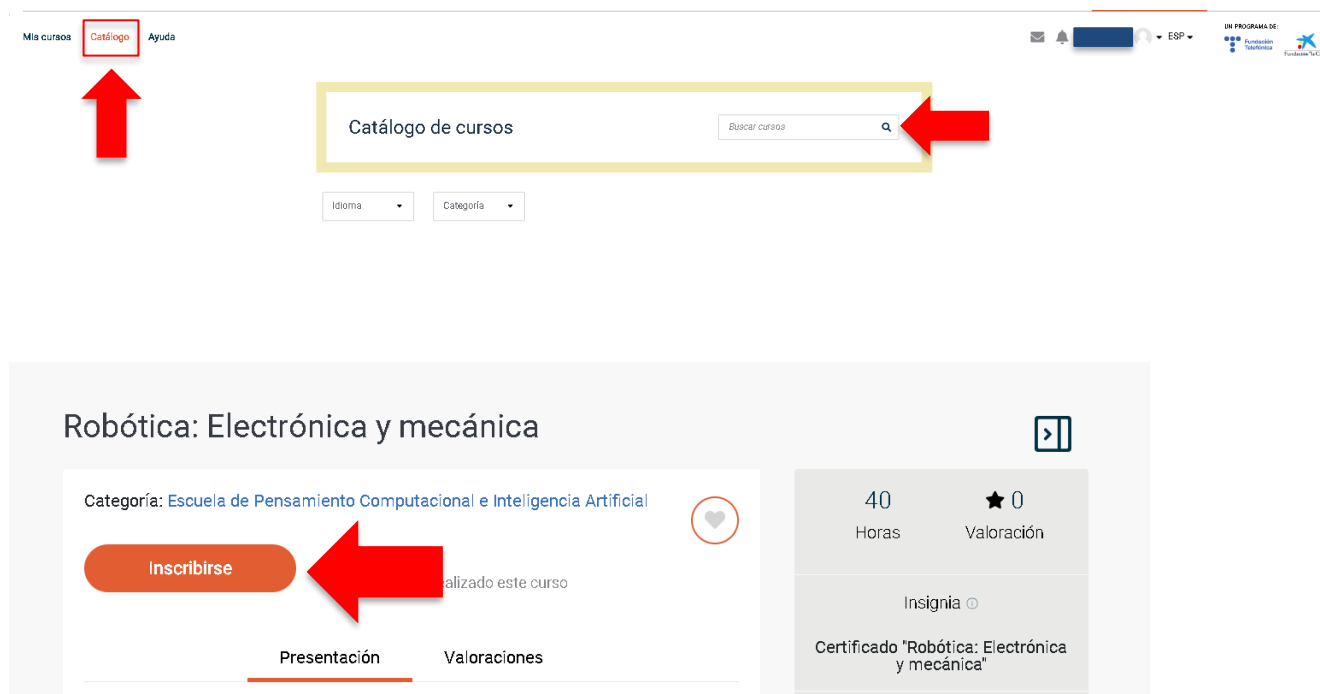 Mis cursos Catálogo Ayuda
ESP
UN PROGRAMA DE:
Fundación
Telefónica
Catálogo de cursos
Buscar cursos
Idioma
Categoría
Robótica: Electrónica y mecánica
Categoría: Escuela de Pensamiento Computacional e Inteligencia Artificial
Inscribirse
este curso
Presentación Valoraciones
40 0
Horas Valoración
Insignia
Certificado "Robótica: Electrónica
y mecánica"